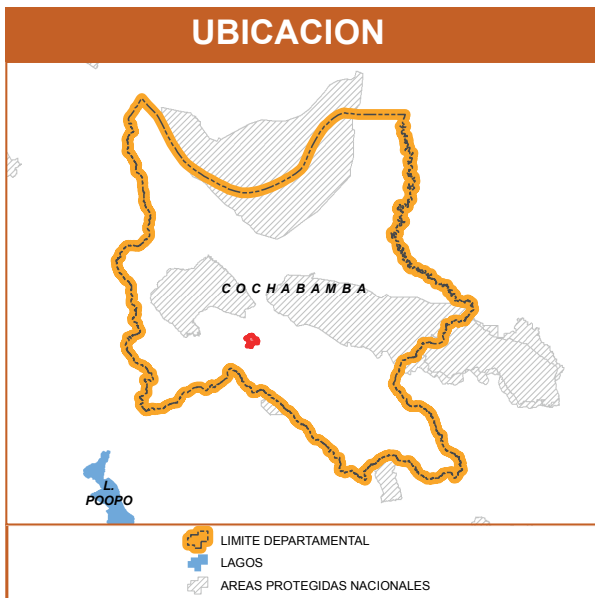 UBICACION
COCHABAMBA
L.
POOPO
LIMITE DEPARTAMENTAL
LAGOS
AREAS PROTEGIDAS NACIONALES